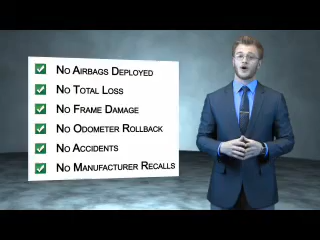 No Airbags Deployed
No Total Loss
No Frame Damage
No Odometer Rollback
No Accidents
No Manufacturer Recalls